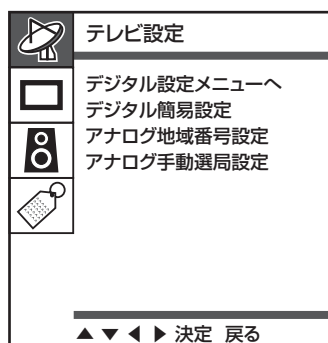 テレビ設定
デジタル設定メニューへ
デジタル簡易設定
アナログ地域番号設定
アナログ手動選局設定
▲ ▼ ◀ ▶ 決定 戻る